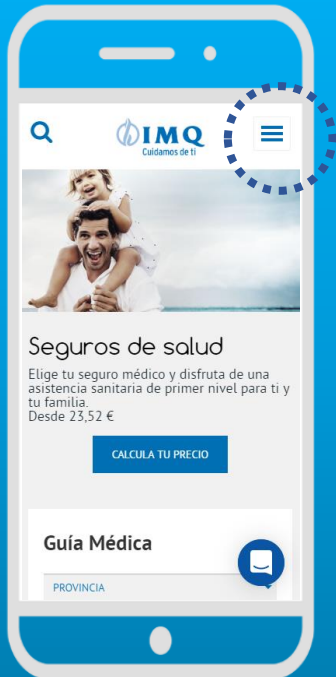 IMQ
Cuidamos de ti
Seguros de salud
Elige tu seguro médico y disfruta de una
asistencia sanitaria de primer nivel para ti y
tu familia.
Desde 23,52 €
CALCULA TU PRECIO
Guía Médica
PROVINCIA